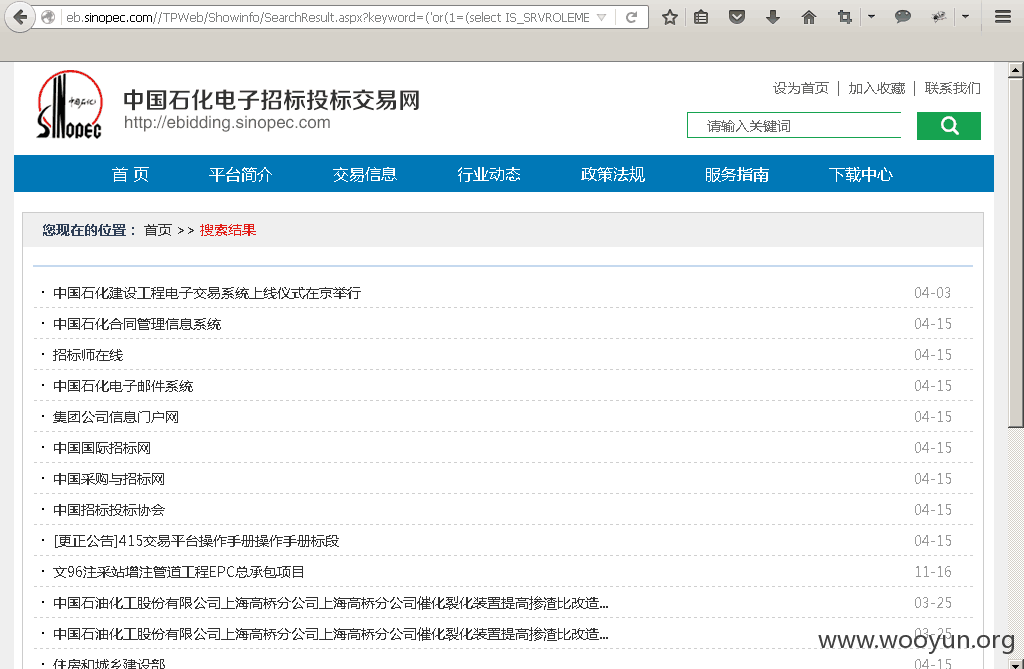 eb.sinopec.com//TPWeb/Showinfo/SearchResult.aspx?keyword=('or(1=(select IS_SRVROLEME
设为首页 | 加入收藏 | 联系我们
SINOPEC
中国石化电子招标投标交易网
http://ebidding.sinopec.com
请输入关键词
首 页 平台简介 交易信息 行业动态 政策法规 服务指南 下载中心
您现在的位置： 首页 >> 搜索结果
· 中国石化建设工程电子交易系统上线仪式在京举行 04-03
· 中国石化合同管理信息系统 04-15
· 招标师在线 04-15
· 中国石化电子邮件系统 04-15
· 集团公司信息门户网 04-15
· 中国国际招标网 04-15
· 中国采购与招标网 04-15
· 中国招标投标协会 04-15
· [更正公告]415交易平台操作手册操作手册标段 04-15
· 文96注采站增注管道工程EPC总承包项目 11-16
· 中国石油化工股份有限公司上海高桥分公司上海高桥分公司催化裂化装置提高掺渣比改造... 03-25
· 中国石油化工股份有限公司上海高桥分公司上海高桥分公司催化裂化装置提高掺渣比改造... 03-25
· 住房和城乡建设部 04-15
www.wooyun.org